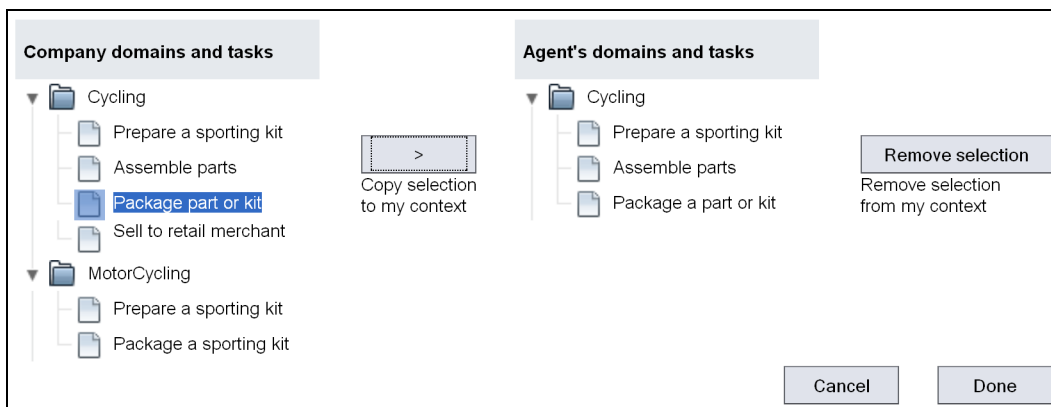 Company domains and tasks
Cycling
Prepare a sporting kit
Assemble parts
Package part or kit
Sell to retail merchant
MotorCycling
Prepare a sporting kit
Package a sporting kit
>
Copy selection
to my context
Agent's domains and tasks
Cycling
Prepare a sporting kit
Assemble parts
Package a part or kit
Remove selection
Remove selection
from my context
Cancel
Done